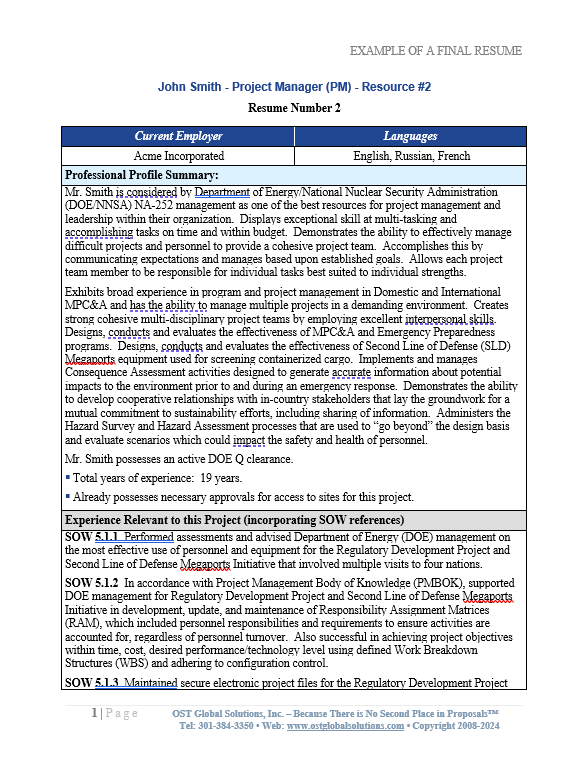 EXAMPLE OF A FINAL RESUME
John Smith - Project Manager (PM) - Resource #2
Resume Number 2
Current Employer Languages
Acme Incorporated English, Russian, French
Professional Profile Summary:
Mr. Smith is considered by Department of Energy/National Nuclear Security Administration
(DOE/NNSA) NA-252 management as one of the best resources for project management and
leadership within their organization. Displays exceptional skill at multi-tasking and
accomplishing tasks on time and within budget. Demonstrates the ability to effectively manage
difficult projects and personnel to provide a cohesive project team. Accomplishes this by
communicating expectations and manages based upon established goals. Allows each project
team member to be responsible for individual tasks best suited to individual strengths.
Exhibits broad experience in program and project management in Domestic and International
MPC&A and has the ability to manage multiple projects in a demanding environment. Creates
strong cohesive multi-disciplinary project teams by employing excellent interpersonal skills.
Designs, conducts and evaluates the effectiveness of MPC&A and Emergency Preparedness
programs. Designs, conducts and evaluates the effectiveness of Second Line of Defense (SLD)
Megaports equipment used for screening containerized cargo. Implements and manages
Consequence Assessment activities designed to generate accurate information about potential
impacts to the environment prior to and during an emergency response. Demonstrates the ability
to develop cooperative relationships with in-country stakeholders that lay the groundwork for a
mutual commitment to sustainability efforts, including sharing of information. Administers the
Hazard Survey and Hazard Assessment processes that are used to “go beyond” the design basis
and evaluate scenarios which could impact the safety and health of personnel.
Mr. Smith possesses an active DOE Q clearance.
▪ Total years of experience: 19 years.
▪ Already possesses necessary approvals for access to sites for this project.
Experience Relevant to this Project (incorporating SOW references)
SOW 5.1.1 Performed assessments and advised Department of Energy (DOE) management on
the most effective use of personnel and equipment for the Regulatory Development Project and
Second Line of Defense Megaports Initiative that involved multiple visits to four nations.
SOW 5.1.2 In accordance with Project Management Body of Knowledge (PMBOK), supported
DOE management for Regulatory Development Project and Second Line of Defense Megaports
Initiative in development, update, and maintenance of Responsibility Assignment Matrices
(RAM), which included personnel responsibilities and requirements to ensure activities are
accounted for, regardless of personnel turnover. Also successful in achieving project objectives
within time, cost, desired performance/technology level using defined Work Breakdown
Structures (WBS) and adhering to configuration control.
SOW 5.1.3 Maintained secure electronic project files for the Regulatory Development Project
1 | Page OST Global Solutions, Inc. – Because There is No Second Place in Proposals™
Tel: 301-384-3350 • Web: www.ostglobalsolutions.com • Copyright 2008-2024